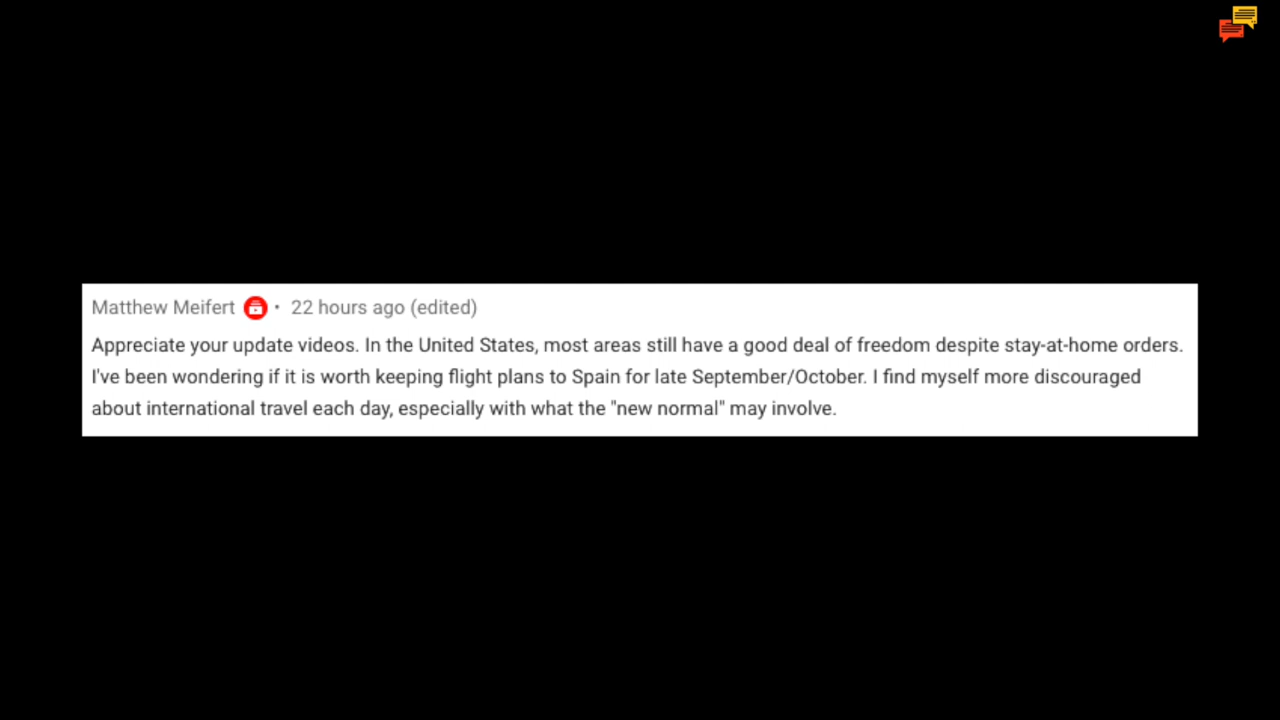 Matthew Meifert • 22 hours ago (edited)
Appreciate your update videos. In the United States, most areas still have a good deal of freedom despite stay-at-home orders.
I've been wondering if it is worth keeping flight plans to Spain for late September/October. I find myself more discouraged
about international travel each day, especially with what the "new normal" may involve.